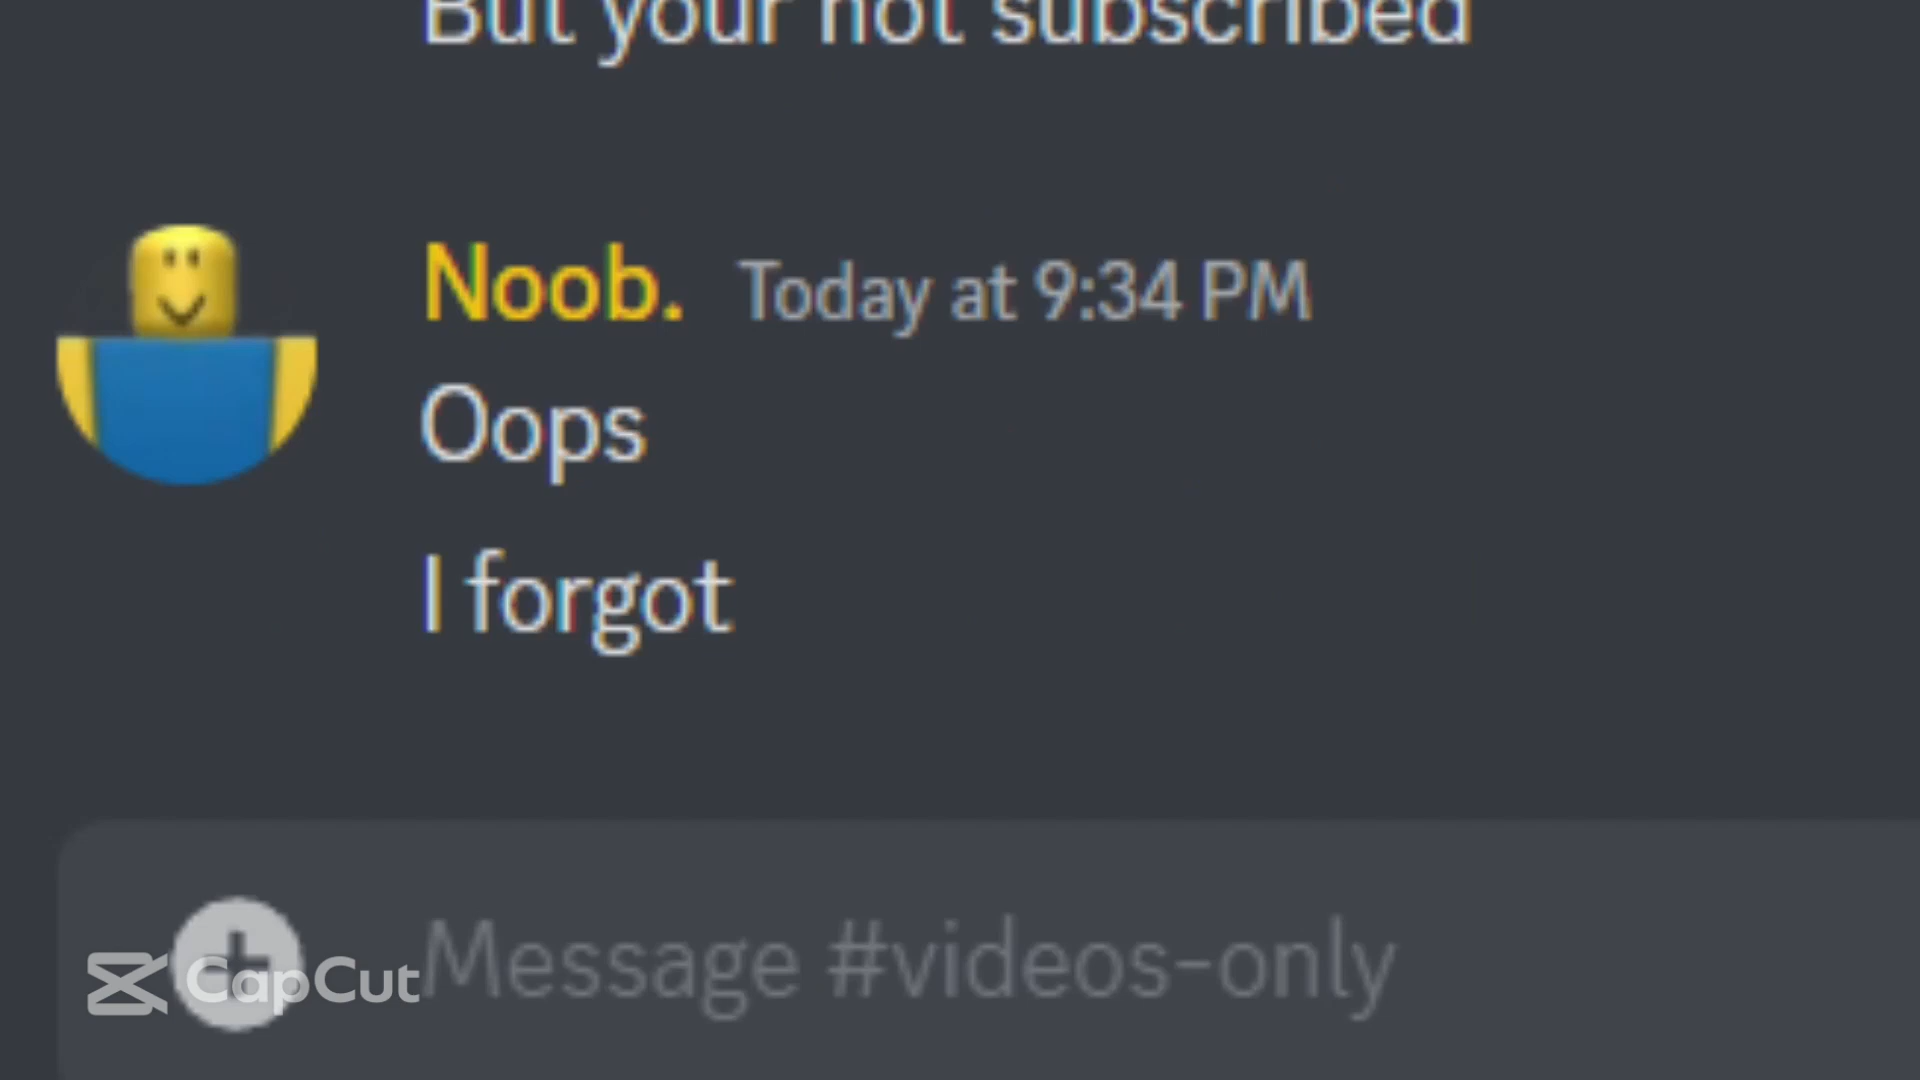 But your not subscribed
Noob. Today at 9:34 PM
Oops
I forgot
Message #videos-only
CapCut